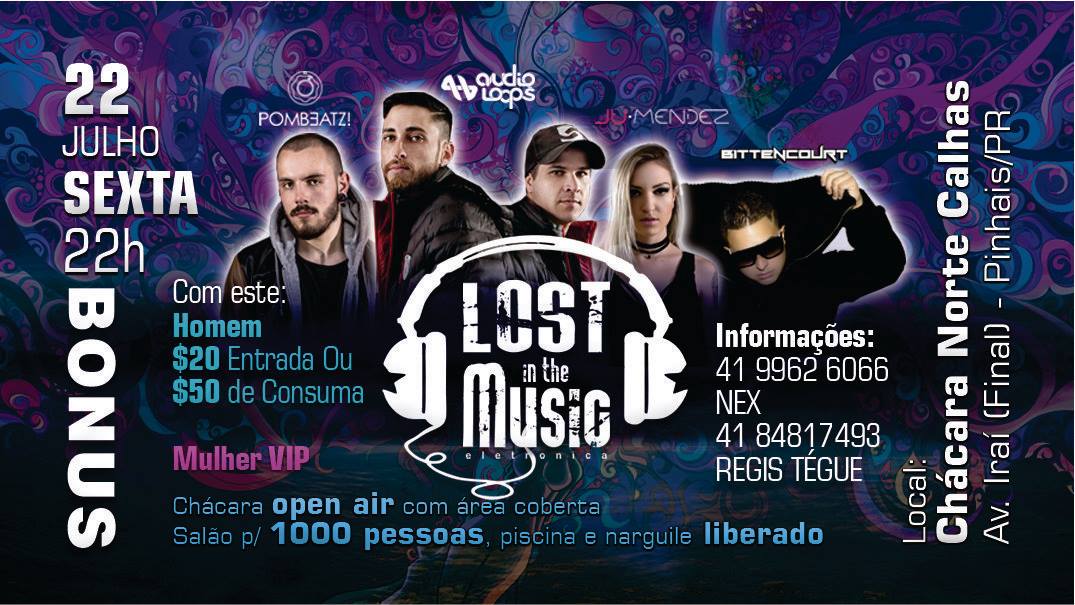 22
JULHO
SEXTA
22h
BONUS
POMBEATZ!
audio
Loops
JU·MENDEZ
BITTENCOURT
Com este:
Homem
$20 Entrada Ou
$50 de Consuma
Mulher VIP
LOST
in the
Music
eletronica
Informações:
41 9962 6066
NEX
41 84817493
REGIS TÉGUE
Chácara open air com área coberta
Salão p/ 1000 pessoas, piscina e narguile liberado
Local:
Chácara Norte Calhas
Av. Iraí (Final) - Pinhais/PR